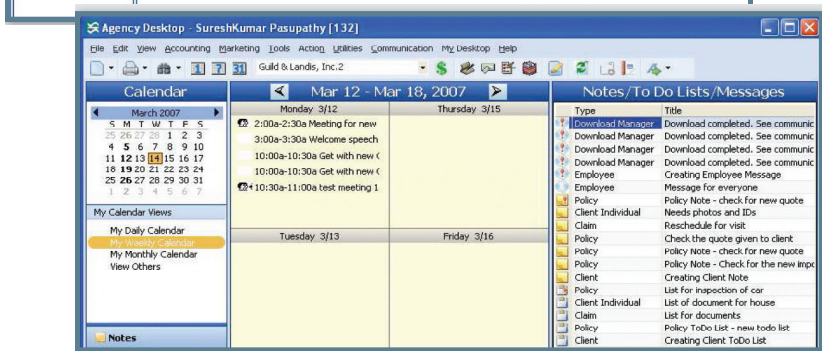 Agency Desktop - SureshKumar Pasupathy [132]
File Edit View Accounting Marketing Tools Action Utilities Communication My Desktop Help
1 7 31 Guild & Landis, Inc.2
Calendar
March 2007
S M T W T F S
25 26 27 28 1 2 3
4 5 6 7 8 9 10
11 12 13 14 15 16 17
18 19 20 21 22 23 24
25 26 27 28 29 30 31
1 2 3 4 5 6 7
My Calendar Views
My Daily Calendar
My Weekly Calendar
My Monthly Calendar
View Others
Notes
Mar 12 - Mar 18, 2007
Monday 3/12
2:00a-2:30a Meeting for new
3:00a-3:30a Welcome speech
10:00a-10:30a Get with new (
10:00a-10:30a Get with new (
10:30a-11:00a test meeting 1
Thursday 3/15
Tuesday 3/13
Friday 3/16
Notes/To Do Lists/Messages
Type Title
Download Manager Download completed. See communic
Download Manager Download completed. See communic
Download Manager Download completed. See communic
Download Manager Download completed. See communic
Employee Creating Employee Message
Employee Message for everyone
Policy Policy Note - check for new quote
Client Individual Needs photos and IDs
Claim Reschedule for visit
Policy Check the quote given to client
Policy Policy Note - check for new quote
Policy Policy Note - Check for the new impo
Client Creating Client Note
Policy List for inspection of car
Client Individual List of document for house
Claim List for documents
Policy Policy ToDo List - new todo list
Client Creating Client ToDo List